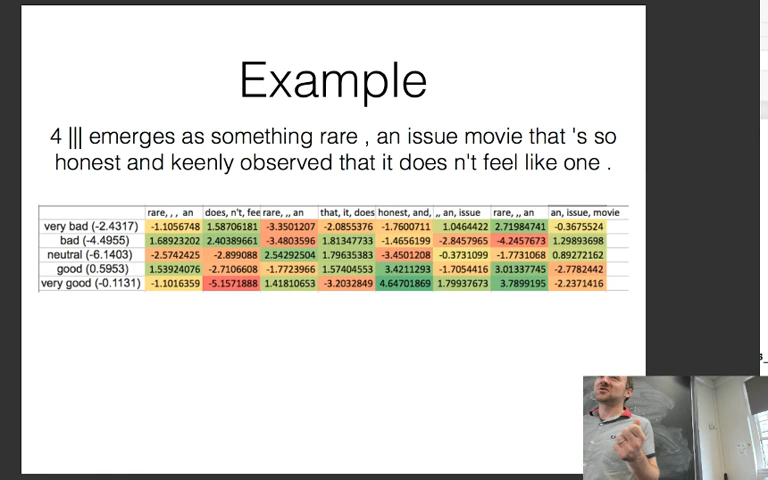 Example
4 ||| emerges as something rare , an issue movie that 's so
honest and keenly observed that it does n't feel like one .
rare, , , an does, n't, fee rare, ,, an that, it, does honest, and, ,, an, issue rare, ,, an an, issue, movie
very bad (-2.4317) -1.1056748 1.58706181 -3.3501207 -2.0855376 -1.7600711 1.0464422 2.71984741 -0.3675524
bad (-4.4955) 1.68923202 2.40389661 -3.4803596 1.81347733 -1.4656199 -2.8457965 -4.2457673 1.29893698
neutral (-6.1403) -2.5742425 -2.899088 2.54292504 1.79635383 -3.4501208 -0.3731099 -1.7731068 0.89272162
good (0.5953) 1.53924076 -2.7106608 -1.7723966 1.57404553 3.4211293 -1.7054416 3.01337745 -2.7782442
very good (-0.1131) -1.1016359 -5.1571888 1.41810653 -3.2032849 4.64701869 1.79937673 3.7899195 -2.2371416